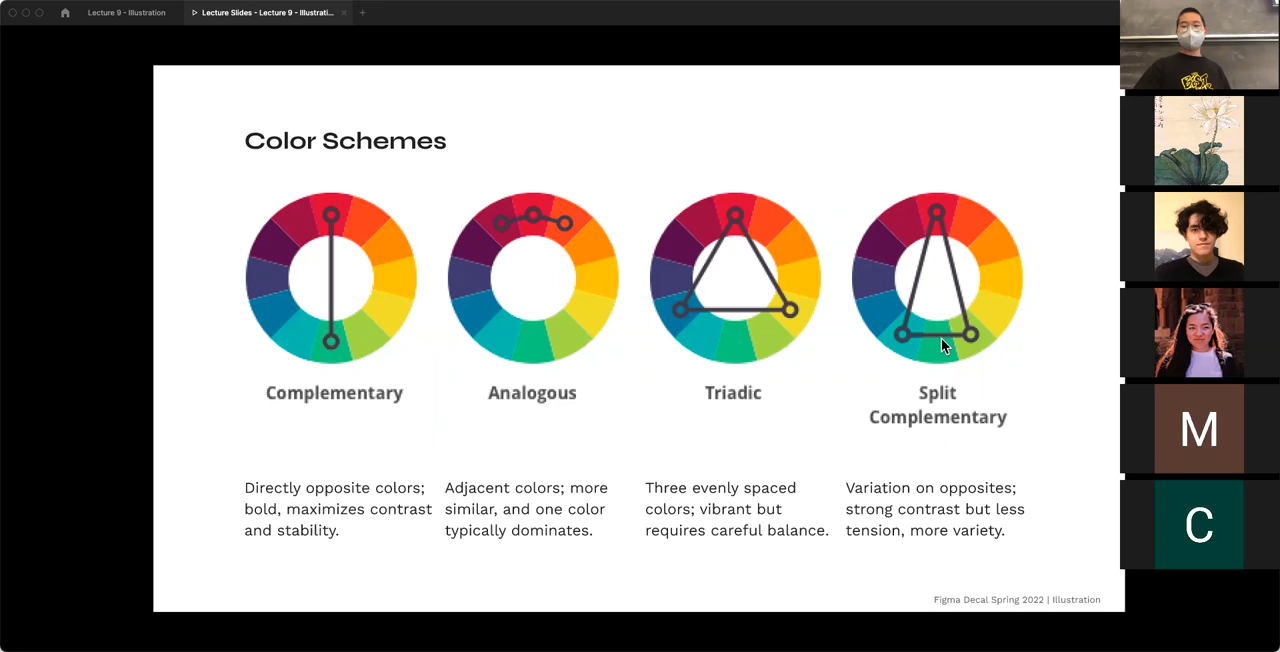 Lecture 9 - Illustration
Lecture Slides - Lecture 9 - Illustrati...
Color Schemes
Complementary
Analogous
Triadic
Split
Complementary
Directly opposite colors;
bold, maximizes contrast
and stability.
Adjacent colors; more
similar, and one color
typically dominates.
Three evenly spaced
colors; vibrant but
requires careful balance.
Variation on opposites;
strong contrast but less
tension, more variety.
Figma Decal Spring 2022 | Illustration
M
C